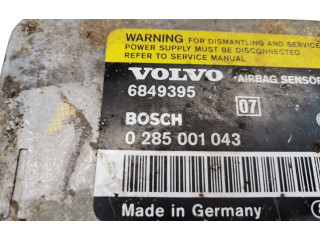 WARNING FOR DISMANTLING AND SERVICE
POWER SUPPLY MUST BE DISCONNECTED
REFER TO SERVICE MANUAL
VOLVO AIRBAG SENSOR
6849395
07
BOSCH
0 285 001 043
Made in Germany